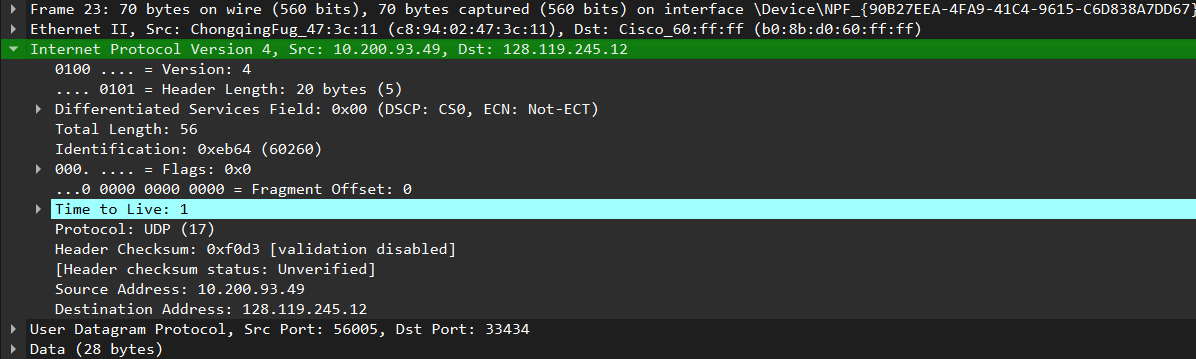 Frame 23: 70 bytes on wire (560 bits), 70 bytes captured (560 bits) on interface \Device\NPF_{90B27EEA-4FA9-41C4-9615-C6D838A7DD67}
Ethernet II, Src: ChongqingFug_47:3c:11 (c8:94:02:47:3c:11), Dst: Cisco_60:ff:ff (b0:8b:d0:60:ff:ff)
Internet Protocol Version 4, Src: 10.200.93.49, Dst: 128.119.245.12
0100 .... = Version: 4
.... 0101 = Header Length: 20 bytes (5)
Differentiated Services Field: 0x00 (DSCP: CS0, ECN: Not-ECT)
Total Length: 56
Identification: 0xeb64 (60260)
000. .... = Flags: 0x0
...0 0000 0000 0000 = Fragment Offset: 0
Time to Live: 1
Protocol: UDP (17)
Header Checksum: 0xf0d3 [validation disabled]
[Header checksum status: Unverified]
Source Address: 10.200.93.49
Destination Address: 128.119.245.12
User Datagram Protocol, Src Port: 56005, Dst Port: 33434
Data (28 bytes)